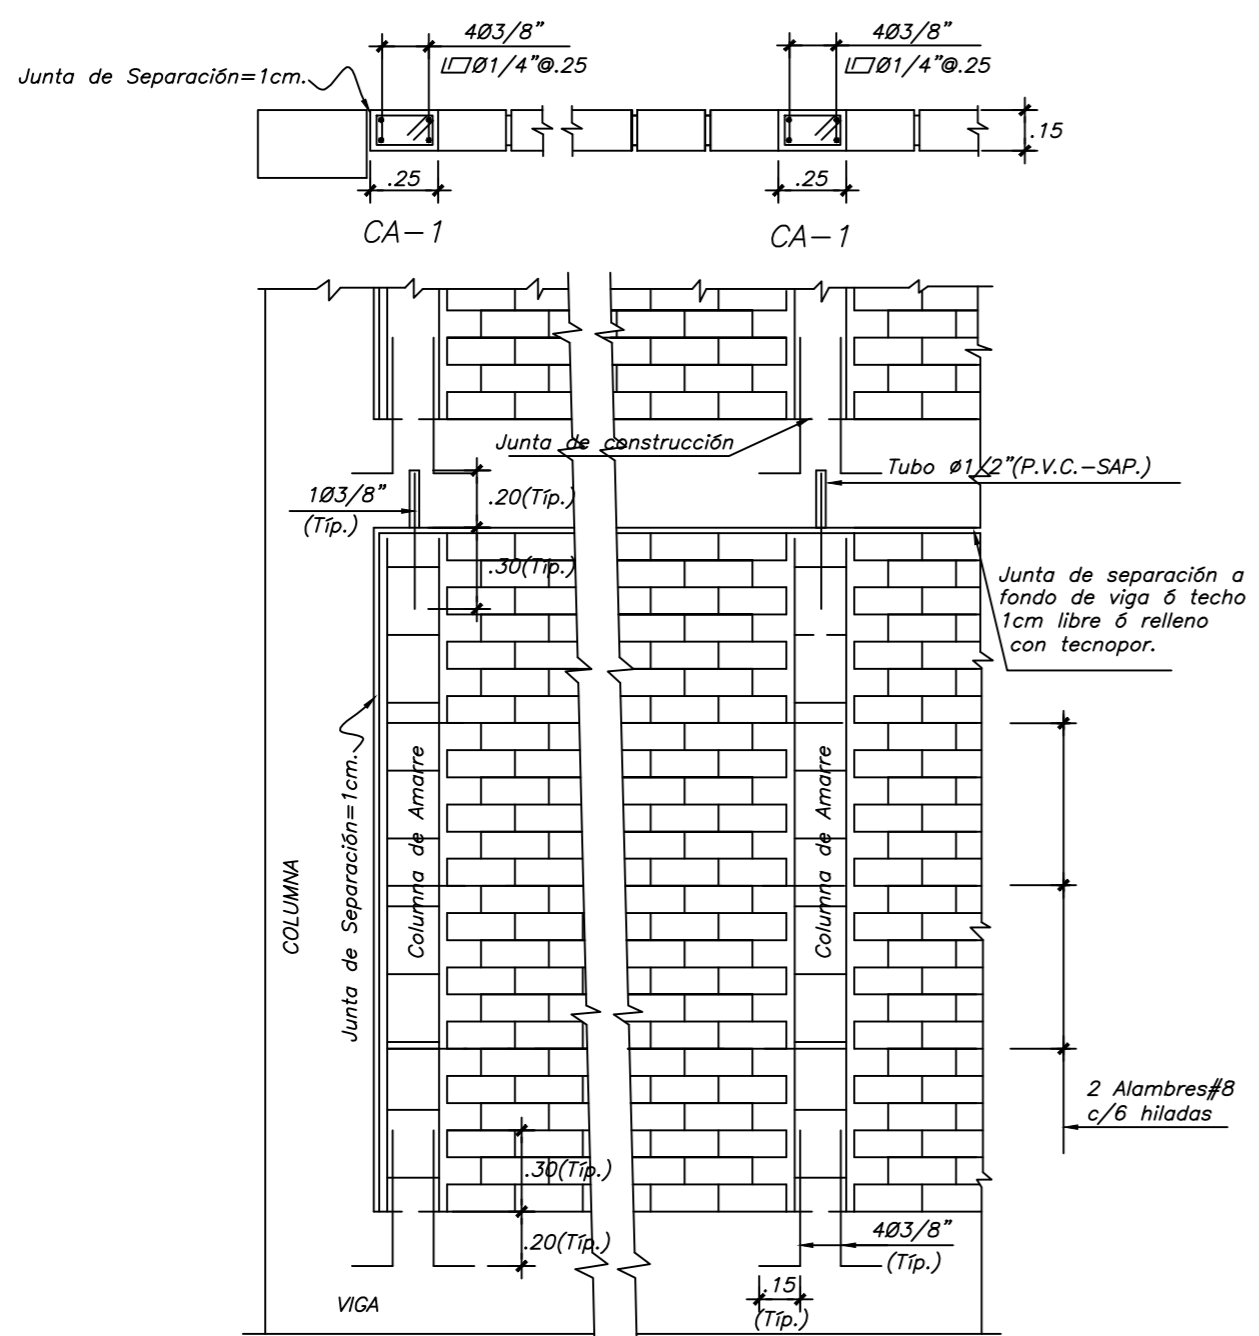 4Ø3/8"
Ø1/4"@.25
4Ø3/8"
Ø1/4"@.25
Junta de Separación=1cm.
.15
.25
.25
CA-1
CA-1
Junta de construcción
Tubo ø1/2"(P.V.C.-SAP.)
1Ø3/8"
(Típ.)
.20(Típ.)
.30(Típ.)
Junta de separación a
fondo de viga ó techo
1cm libre ó relleno
con tecnopor.
COLUMNA
Junta de Separación=1cm.
Columna de Amarre
Columna de Amarre
2 Alambres#8
c/6 hiladas
.30(Típ.)
.20(Típ.)
4Ø3/8"
(Típ.)
.15
(Típ.)
VIGA